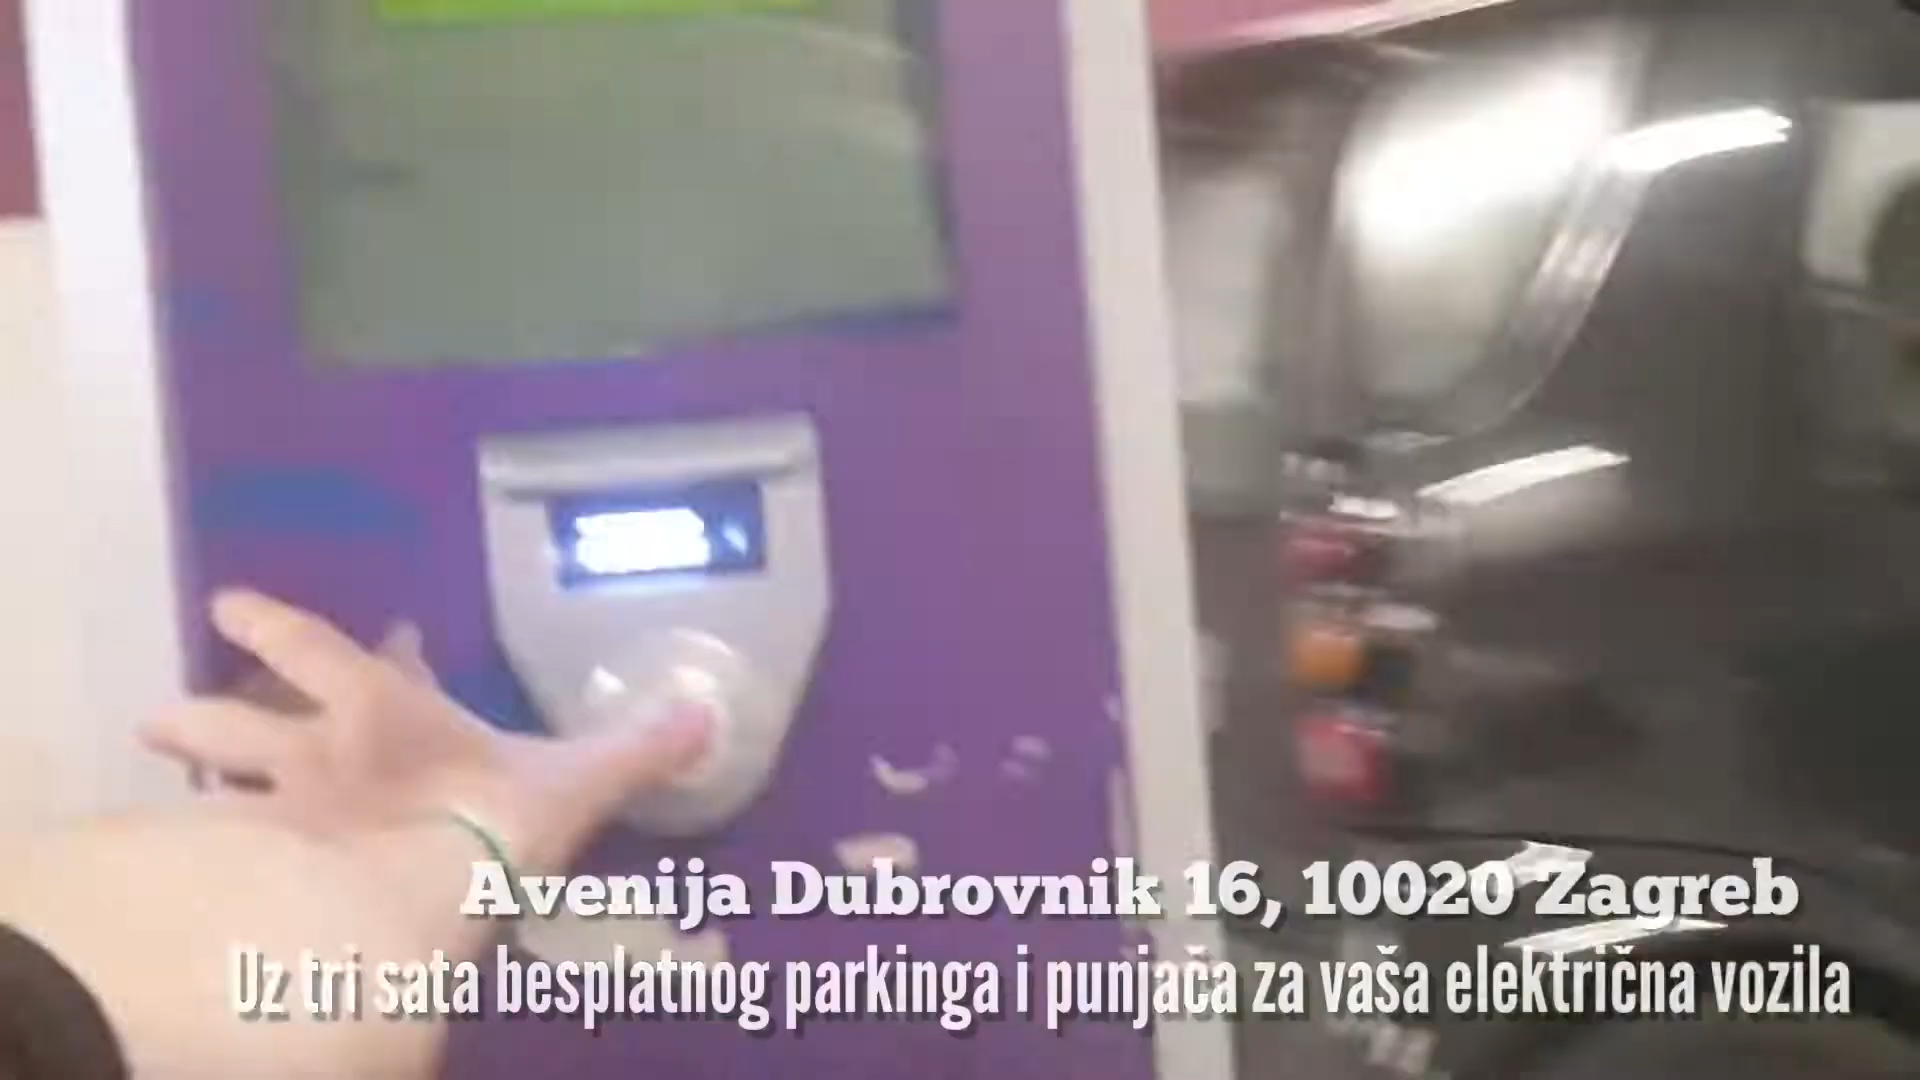 Avenija Dubrovnik 16, 10020 Zagreb
Uz tri sata besplatnog parkinga i punjača za vaša električna vozila